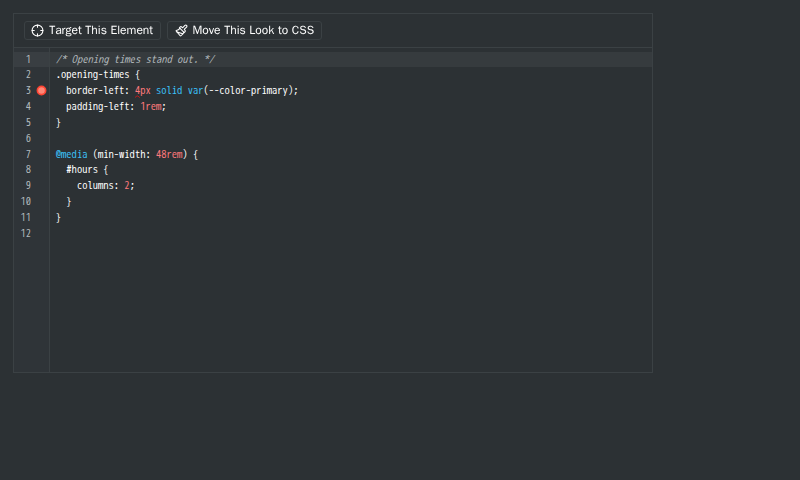 Target This Element
Move This Look to CSS
1 /* Opening times stand out. */
2 .opening-times {
3 border-left: 4px solid var(--color-primary);
4 padding-left: 1rem;
5 }
6
7 @media (min-width: 48rem) {
8 #hours {
9 columns: 2;
10 }
11 }
12